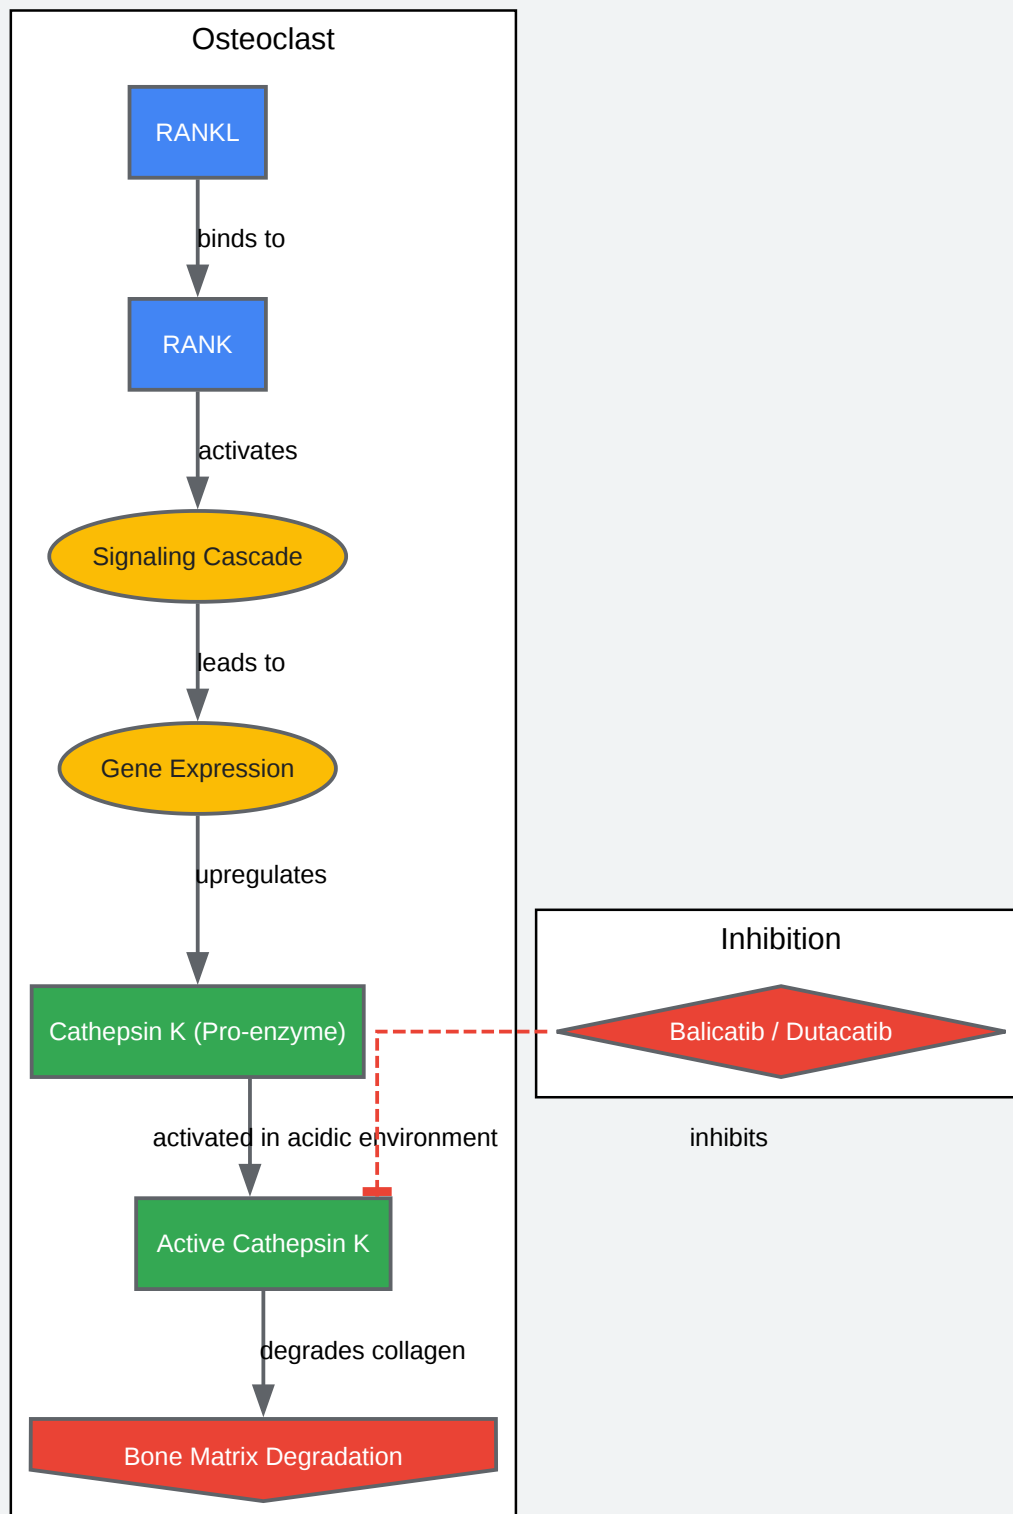 Osteoclast
RANKL
binds to
RANK
activates
Signaling Cascade
leads to
Gene Expression
upregulates
Inhibition
Cathepsin K (Pro-enzyme)
Balicatib / Dutacatib
activated in acidic environment
inhibits
Active Cathepsin K
degrades collagen
Bone Matrix Degradation